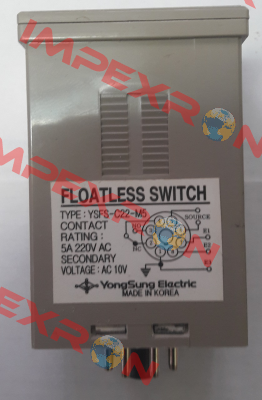 FLOATLESS SWITCH
TYPE : YSFS-C22-M5
CONTACT
RATING :
5A 220V AC
SECONDARY
VOLTAGE : AC 10V
SOURCE
E1
E2
E3
NC
YongSung Electric
MADE IN KOREA
IMPEXRON